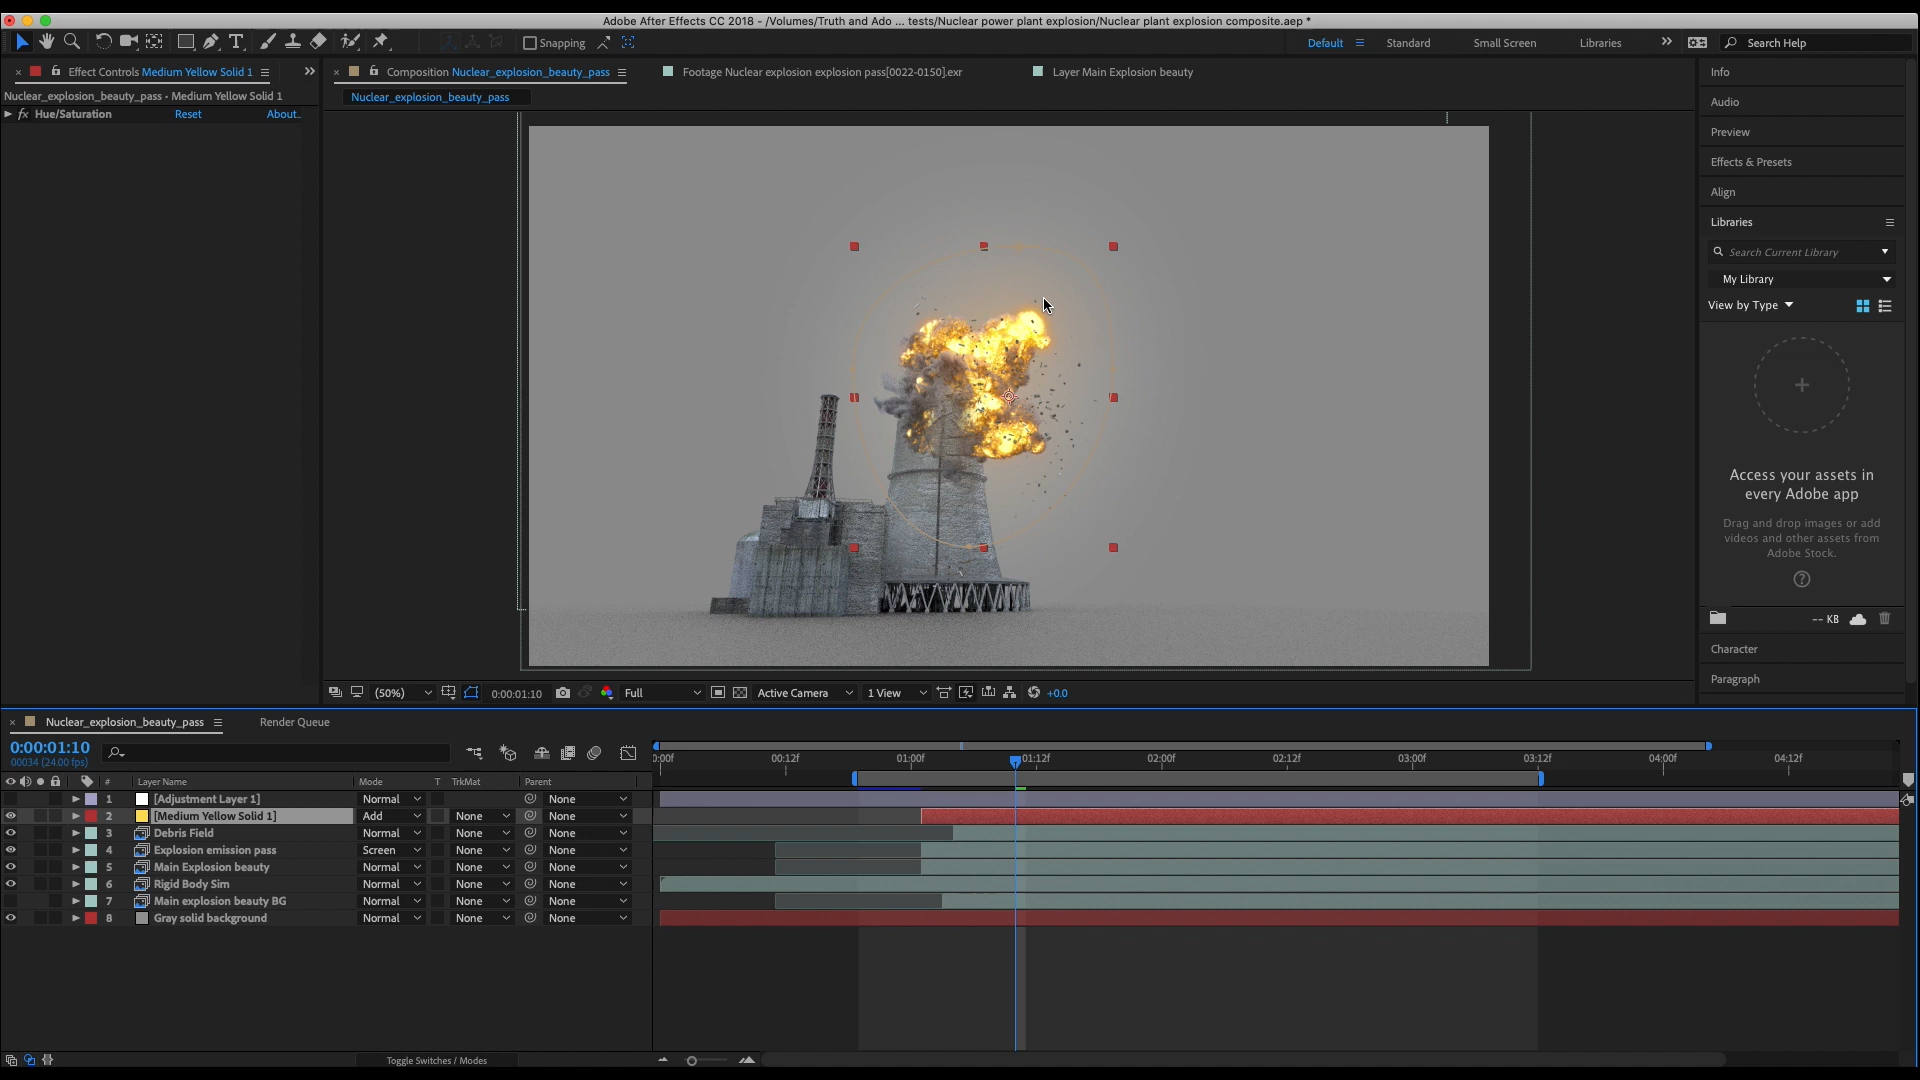 Adobe After Effects CC 2018 - /Volumes/Truth and Ado ... tests/Nuclear power plant explosion/Nuclear plant explosion composite.aep *
Snapping
Default
Standard
Small Screen
Libraries
Search Help
Effect Controls Medium Yellow Solid 1
Composition Nuclear_explosion_beauty_pass
Footage Nuclear explosion explosion pass[0022-0150].exr
Layer Main Explosion beauty
Nuclear_explosion_beauty_pass • Medium Yellow Solid 1
Nuclear_explosion_beauty_pass
fx Hue/Saturation
Reset
About..
Info
Audio
Preview
Effects & Presets
Align
Libraries
Search Current Library
My Library
View by Type
Access your assets in
every Adobe app
Drag and drop images or add
videos and other assets from
Adobe Stock.
-- KB
Character
Paragraph
(50%)
0:00:01:10
Full
Active Camera
1 View
+0.0
Nuclear_explosion_beauty_pass
Render Queue
0:00:01:10
00034 (24.00 fps)
0:00f 00:12f 01:00f 01:12f 02:00f 02:12f 03:00f 03:12f 04:00f 04:12f
# Layer Name Mode T TrkMat Parent
1 [Adjustment Layer 1] Normal None
2 [Medium Yellow Solid 1] Add None None
3 Debris Field Normal None None
4 Explosion emission pass Screen None None
5 Main Explosion beauty Normal None None
6 Rigid Body Sim Normal None None
7 Main explosion beauty BG Normal None None
8 Gray solid background Normal None None
Toggle Switches / Modes